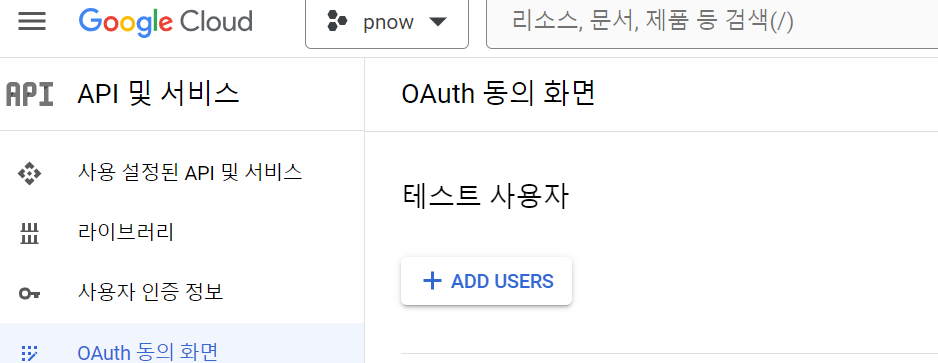 Google Cloud
pnow
리소스, 문서, 제품 등 검색(/)
API
API 및 서비스
사용 설정된 API 및 서비스
라이브러리
사용자 인증 정보
OAuth 동의 화면
OAuth 동의 화면
테스트 사용자
+ ADD USERS